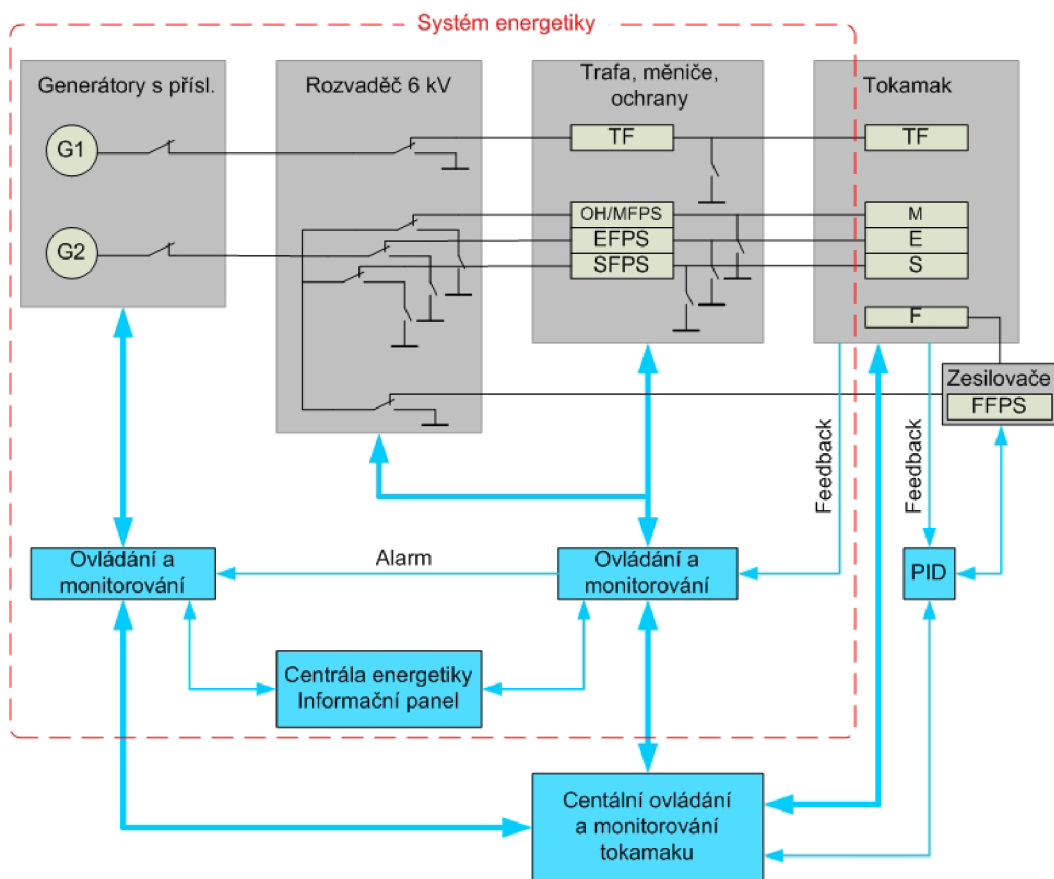 Systém energetiky
Generátory s přísl.
Rozvaděč 6 kV
Trafa, měniče,
ochrany
Tokamak
G1
TF
TF
G2
OH/MFPS
EFPS
SFPS
M
E
S
F
Zesilovače
FFPS
Feedback
Feedback
Ovládání a
monitorování
Alarm
Ovládání a
monitorování
PID
Centrála energetiky
Informační panel
Centální ovládání
a monitorování
tokamaku